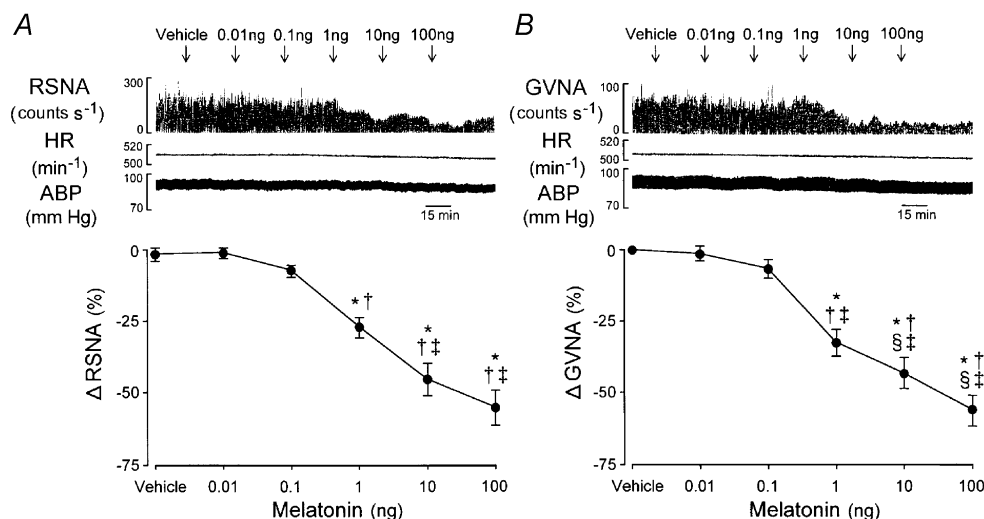 A
Vehicle 0.01ng 0.1ng 1ng 10ng 100ng
RSNA
(counts s⁻¹)
300
0
HR
(min⁻¹)
520
500
ABP
(mm Hg)
100
70
15 min
Δ RSNA (%)
0
-25
-50
-75
* †
*
† ‡
*
† ‡
Vehicle 0.01 0.1 1 10 100
Melatonin (ng)
B
Vehicle 0.01ng 0.1ng 1ng 10ng 100ng
GVNA
(counts s⁻¹)
100
0
HR
(min⁻¹)
520
500
ABP
(mm Hg)
100
70
15 min
Δ GVNA (%)
0
-25
-50
-75
*
† ‡
* †
§ ‡
* †
§ ‡
Vehicle 0.01 0.1 1 10 100
Melatonin (ng)